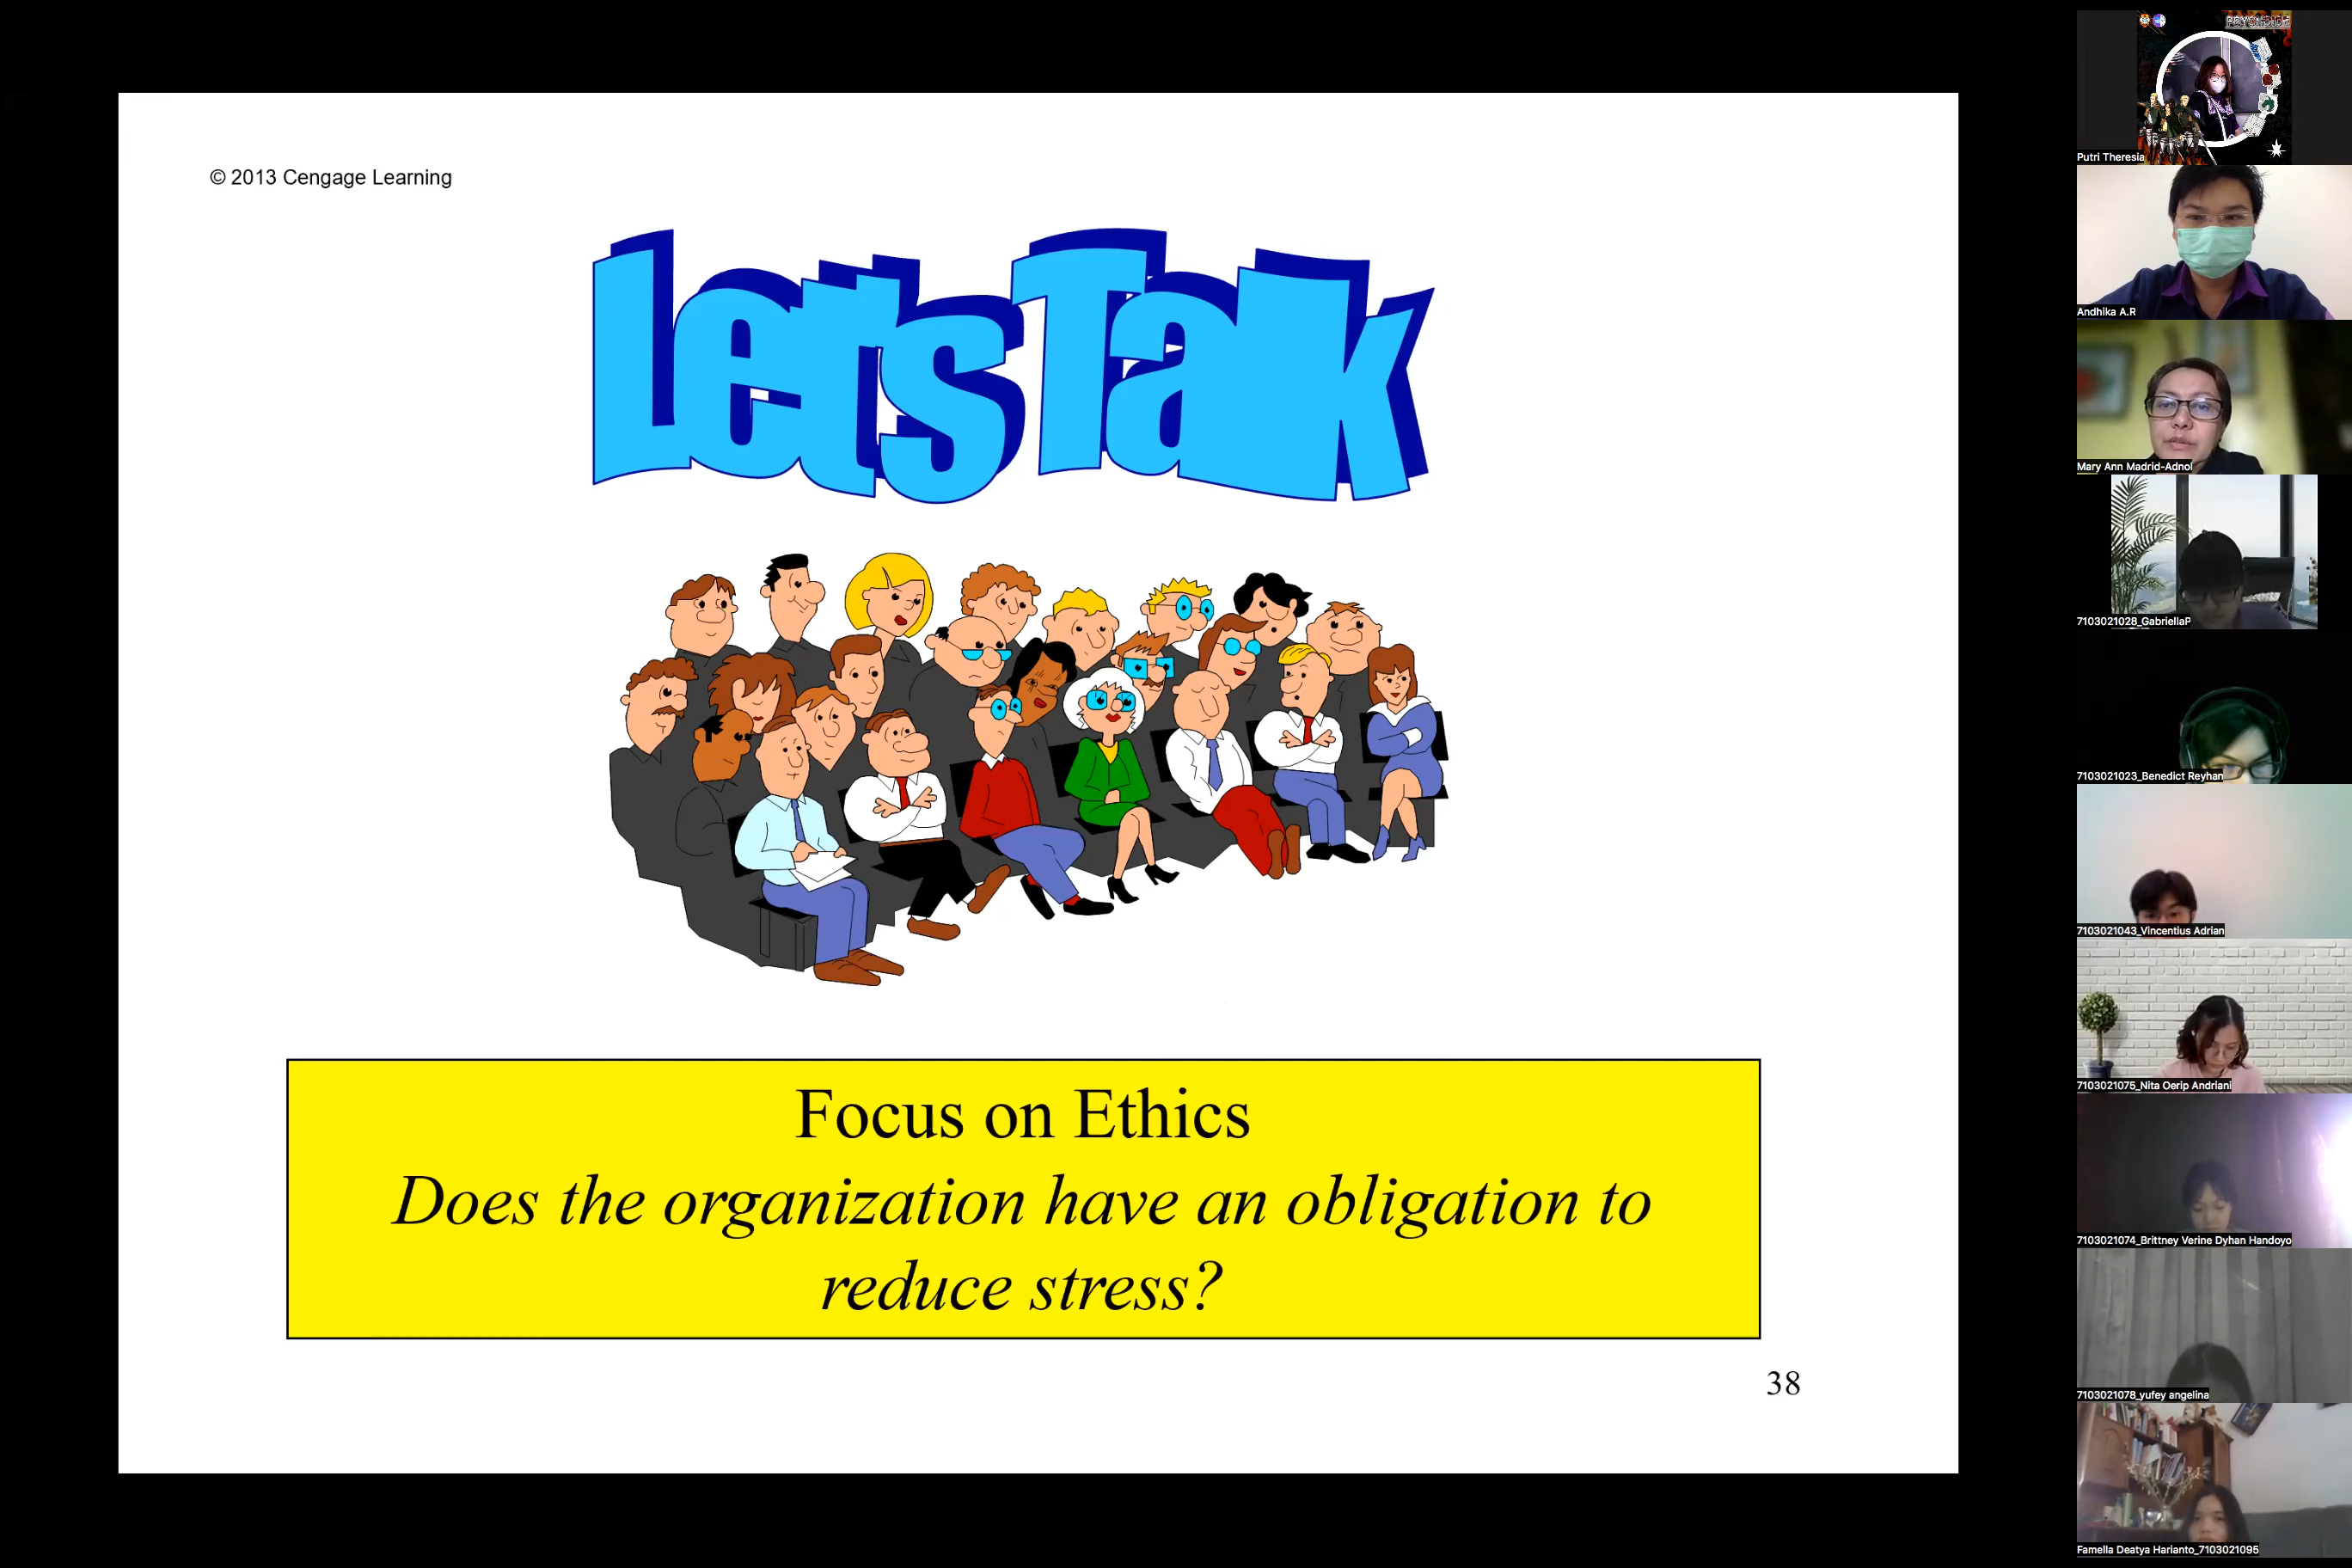 © 2013 Cengage Learning
Let's Talk
Focus on Ethics
Does the organization have an obligation to
reduce stress?
38
Putri Theresia
Andhika A.R
Mary Ann Madrid-Adnol
7103021028_GabriellaP
7103021023_Benedict Reyhan
7103021043_Vincentius Adrian
7103021075_Nita Oerip Andriani
7103021074_Brittney Verine Dyhan Handoyo
7103021078_yufey angelina
Famella Deatya Harianto_7103021095